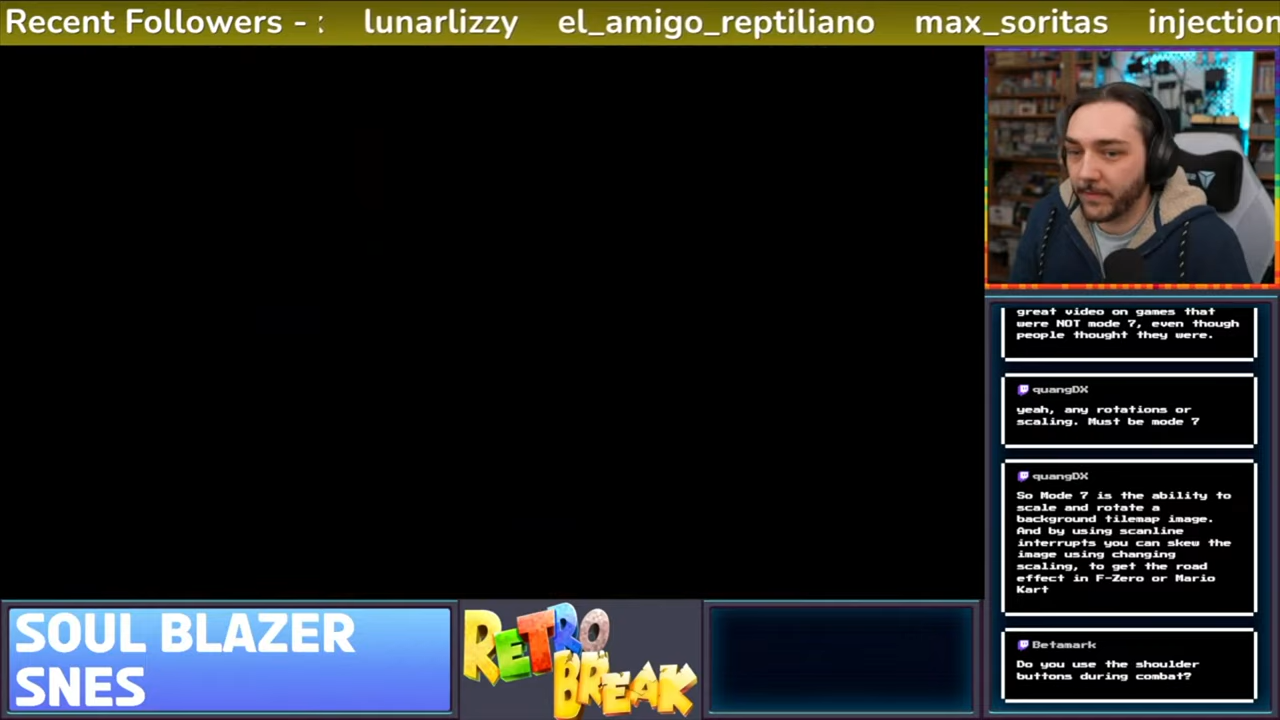 Recent Followers - lunarlizzy el_amigo_reptiliano max_soritas injection
great video on games that
were NOT mode 7, even though
people thought they were.
quangDX
yeah, any rotations or
scaling. Must be mode 7
quangDX
So Mode 7 is the ability to
scale and rotate a
background tilemap image.
And by using scanline
interrupts you can skew the
image using changing
scaling, to get the road
effect in F-Zero or Mario
Kart
Betamark
Do you use the shoulder
buttons during combat?
SOUL BLAZER
SNES
RETRO
BREAK